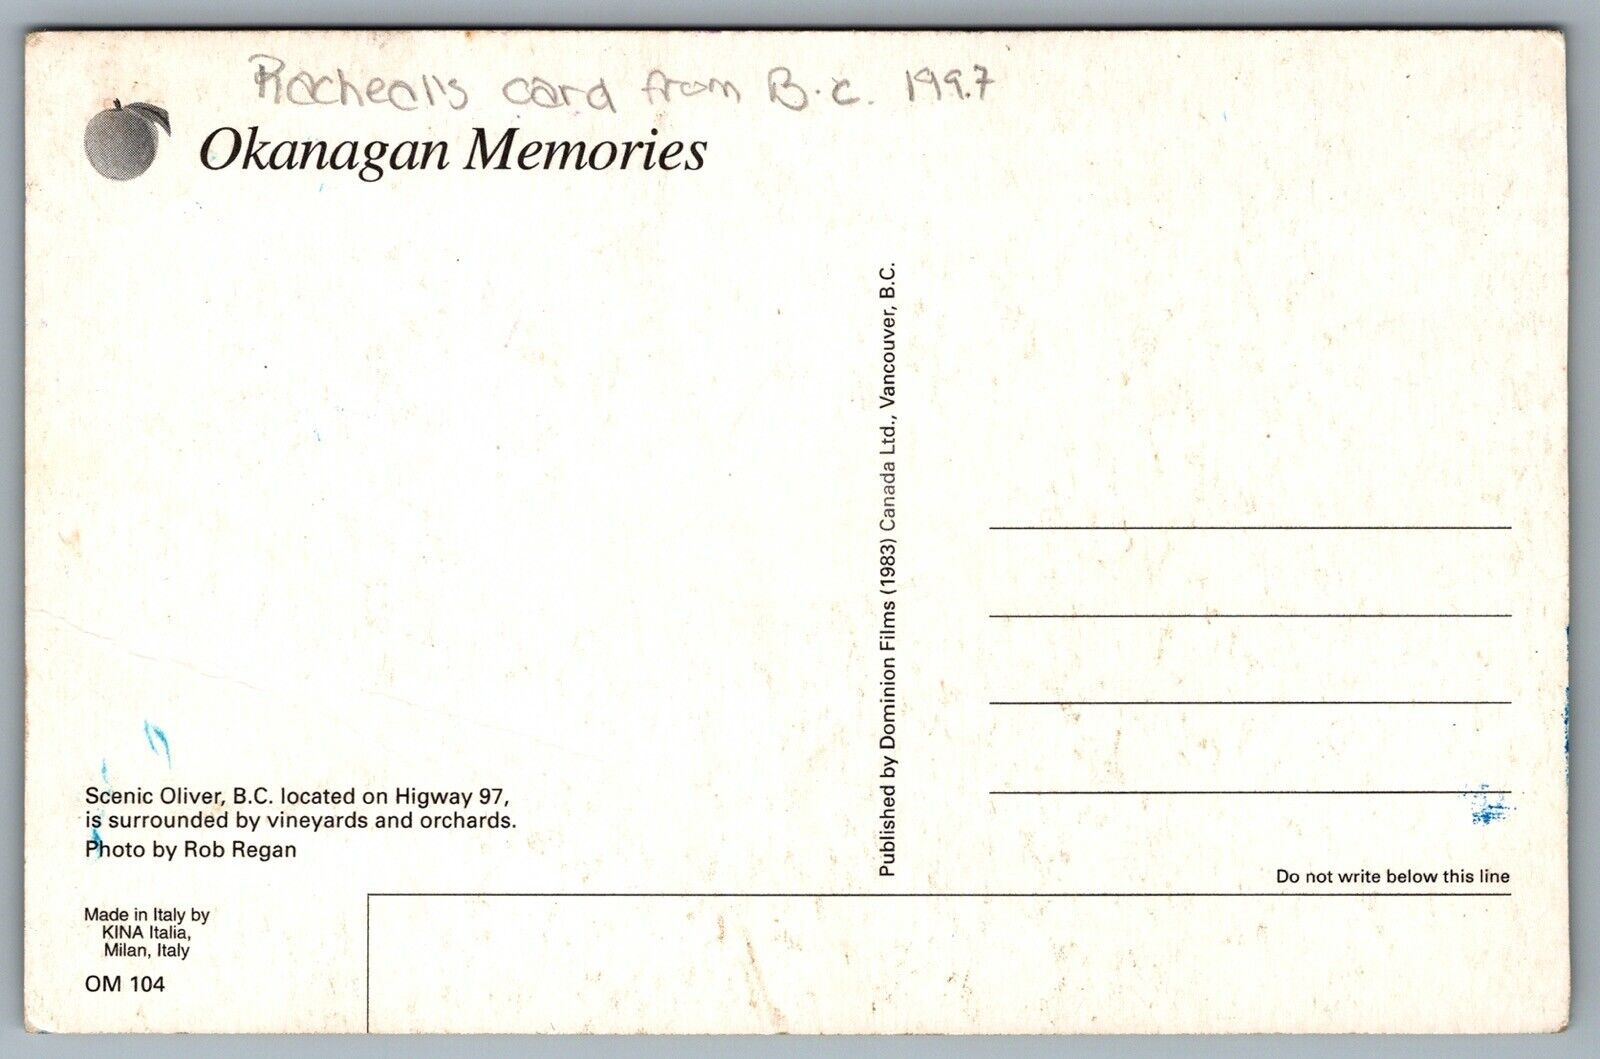 Racheal's card from B.C. 1997
Okanagan Memories
Scenic Oliver, B.C. located on Higway 97,
is surrounded by vineyards and orchards.
Photo by Rob Regan
Made in Italy by
KINA Italia,
Milan, Italy
OM 104
Published by Dominion Films (1983) Canada Ltd., Vancouver, B.C.
Do not write below this line